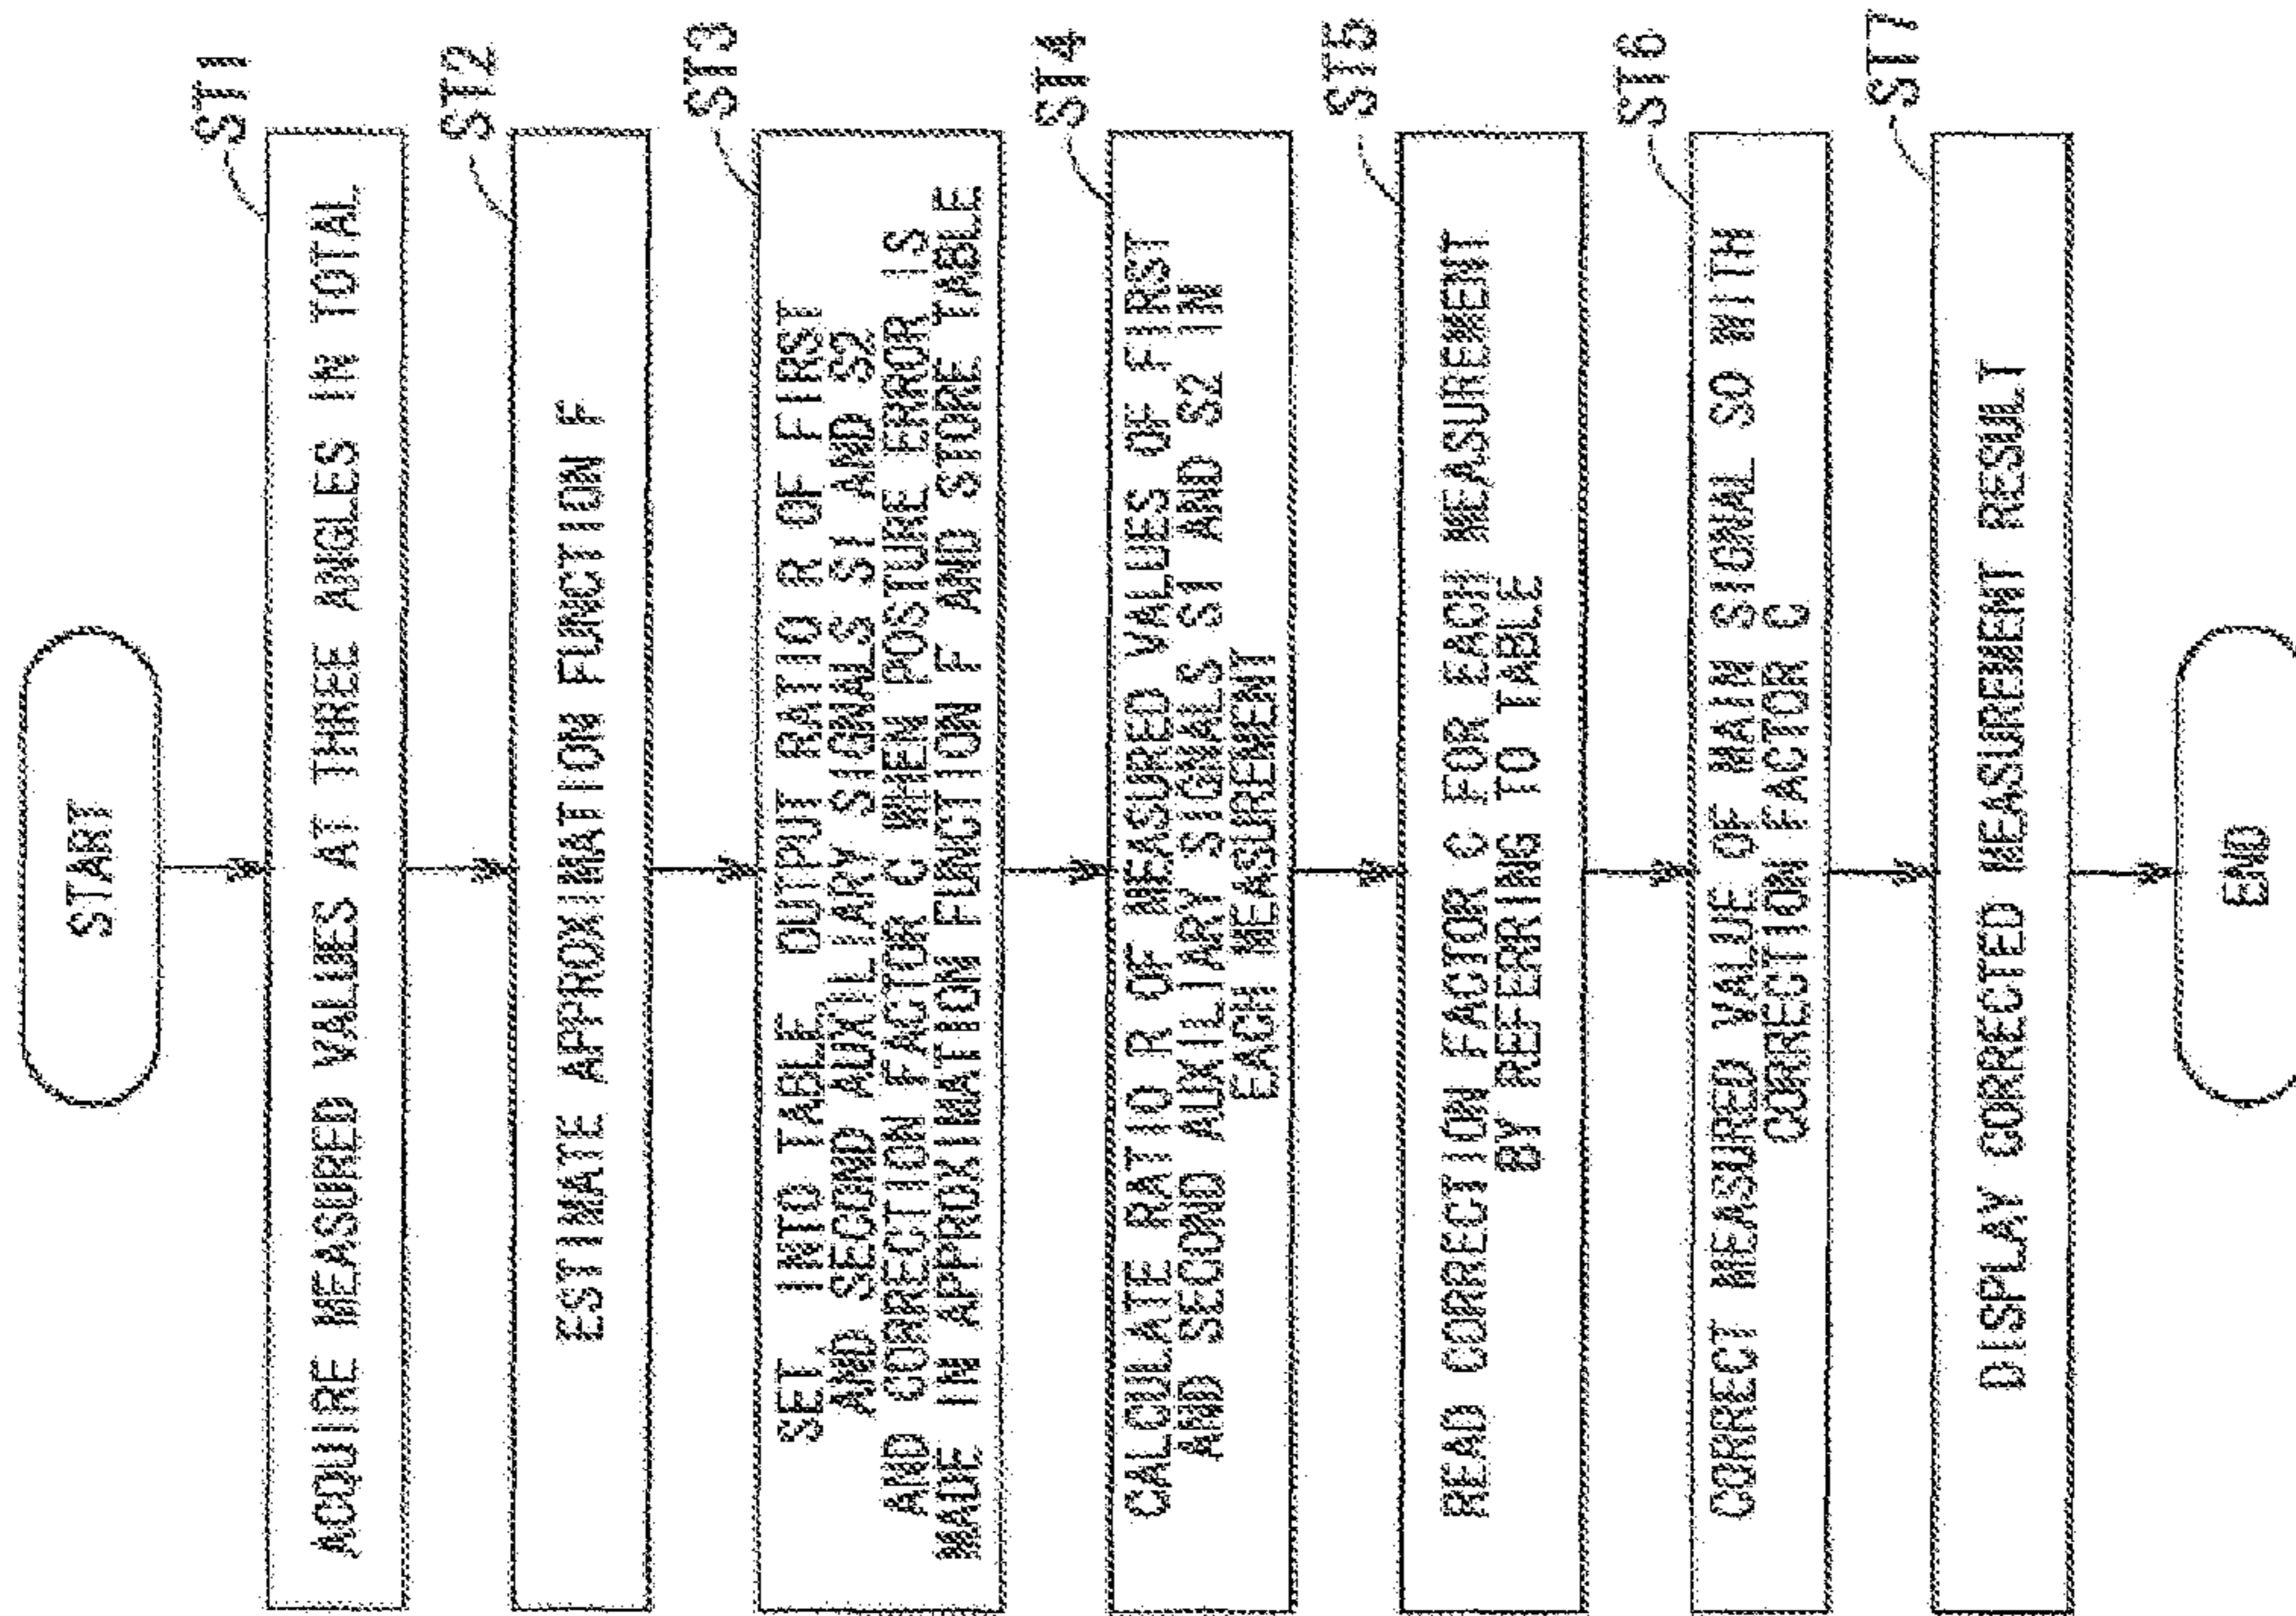 START
ST1
ACQUIRE MEASURED VALUES AT THREE ANGLES IN TOTAL
ST2
ESTIMATE APPROXIMATION FUNCTION F
ST3
SET, INTO TABLE, OUTPUT RATIO R OF FIRST
AND SECOND AUXILIARY SIGNALS S1 AND S2
AND CORRECTION FACTOR C WHEN POSTURE ERROR IS
MADE IN APPROXIMATION FUNCTION F AND STORE TABLE
ST4
CALCULATE RATIO R OF MEASURED VALUES OF FIRST
AND SECOND AUXILIARY SIGNALS S1 AND S2 IN
EACH MEASUREMENT
ST5
READ CORRECTION FACTOR C FOR EACH MEASUREMENT
BY REFERRING TO TABLE
ST6
CORRECT MEASURED VALUE OF MAIN SIGNAL S0 WITH
CORRECTION FACTOR C
ST7
DISPLAY CORRECTED MEASUREMENT RESULT
END